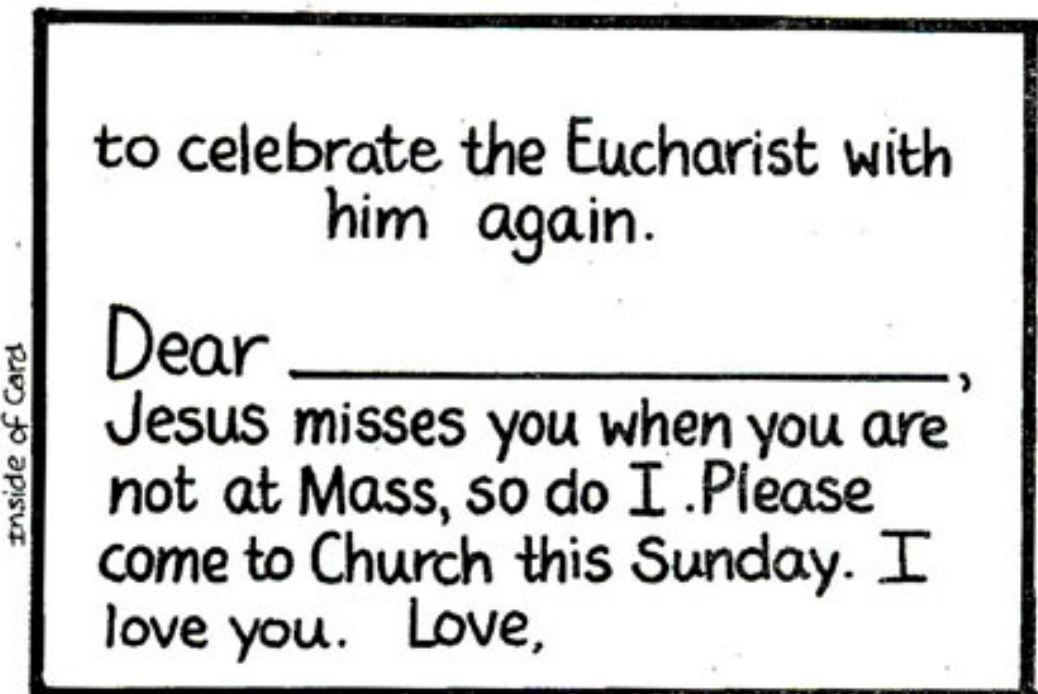 to celebrate the Eucharist with
him again.
Dear ____________________,
Jesus misses you when you are
not at Mass, so do I .Please
come to Church this Sunday. I
love you. Love,
Inside of Card